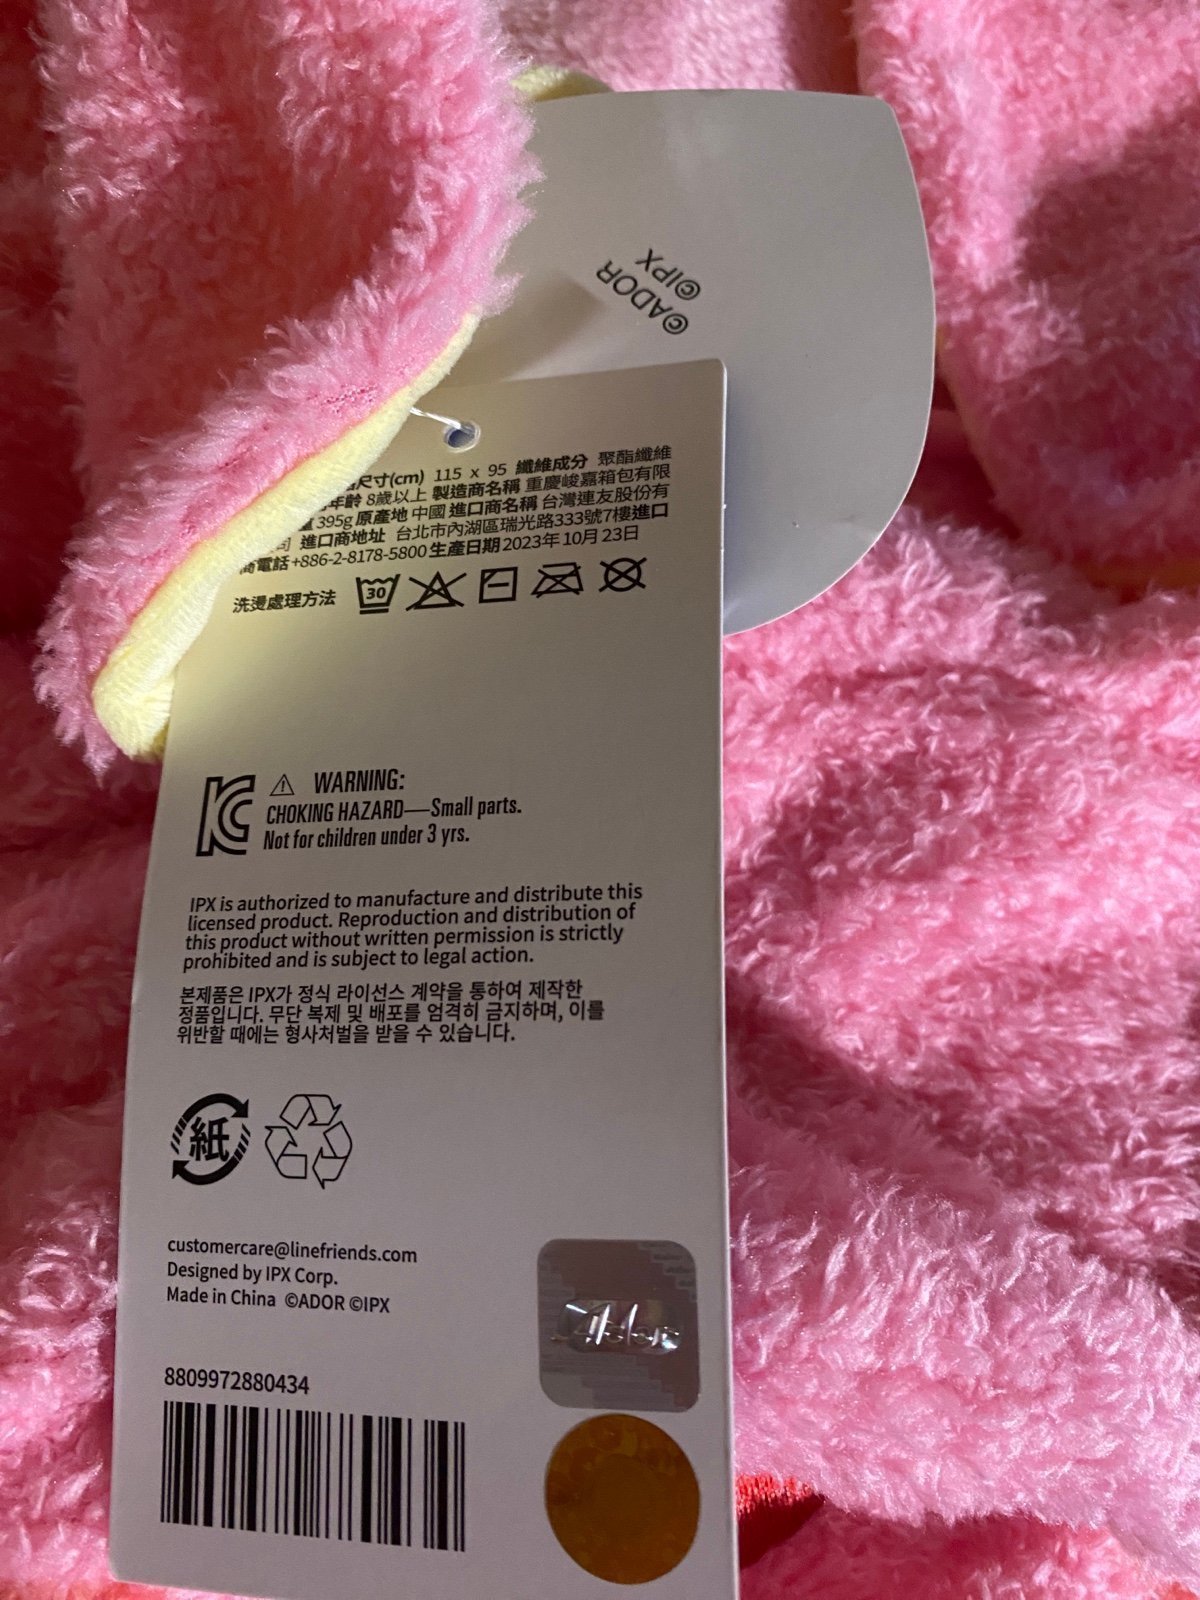 ©ADOR
©IPX
尺寸(cm) 115 x 95 纖維成分 聚酯纖維
年齡 8歲以上 製造商名稱 重慶峻嘉箱包有限
395g 原產地 中國 進口商名稱 台灣連友股份有
司 進口商地址 台北市內湖區瑞光路333號7樓進口
商電話 +886-2-8178-5800 生產日期 2023年10月23日
洗燙處理方法 30
WARNING:
CHOKING HAZARD—Small parts.
Not for children under 3 yrs.
IPX is authorized to manufacture and distribute this
licensed product. Reproduction and distribution of
this product without written permission is strictly
prohibited and is subject to legal action.
본제품은 IPX가 정식 라이선스 계약을 통하여 제작한
정품입니다. 무단 복제 및 배포를 엄격히 금지하며, 이를
위반할 때에는 형사처벌을 받을 수 있습니다.
紙
customercare@linefriends.com
Designed by IPX Corp.
Made in China ©ADOR ©IPX
Ador
8809972880434